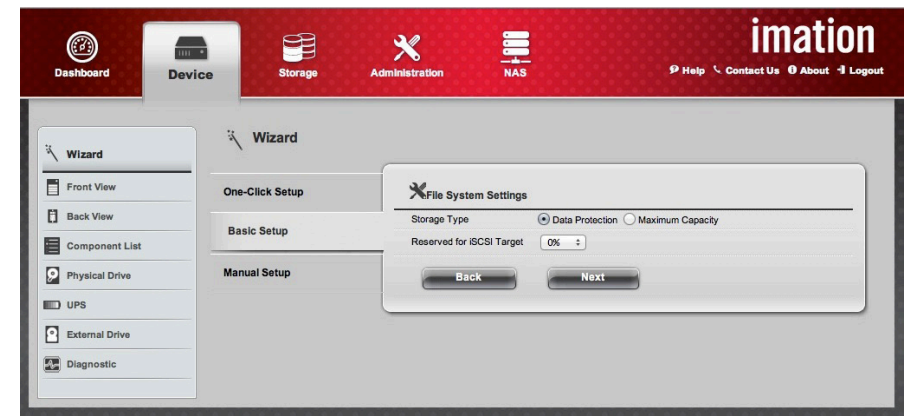 imation
Dashboard
Device
Storage
Administration
NAS
Help Contact Us About Logout
Wizard
Front View
Back View
Component List
Physical Drive
UPS
External Drive
Diagnostic
Wizard
One-Click Setup
Basic Setup
Manual Setup
File System Settings
Storage Type Data Protection Maximum Capacity
Reserved for iSCSI Target 0%
Back Next